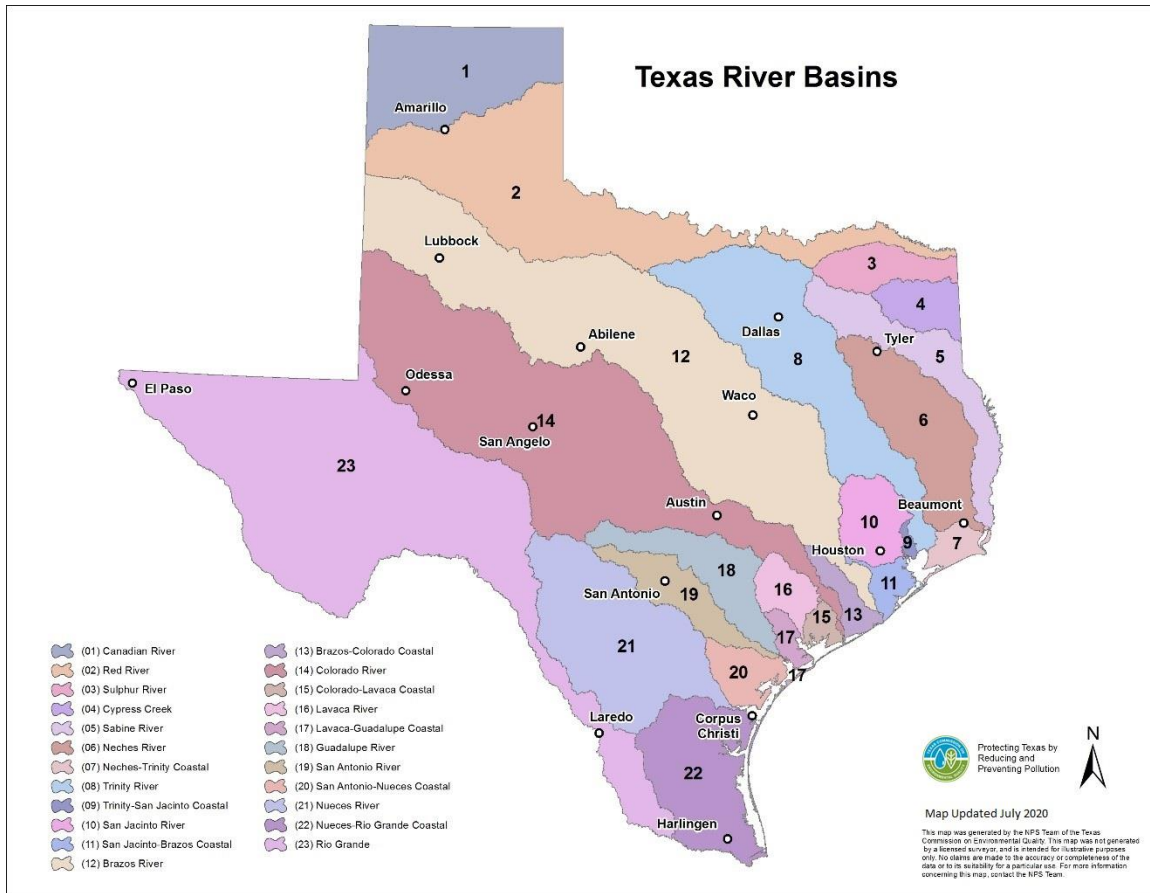 Texas River Basins
1
Amarillo
2
Lubbock
3
4
Dallas
Abilene
Tyler
12
8
5
El Paso
Odessa
Waco
14
San Angelo
6
23
Austin
Beaumont
10
9
7
Houston
18
16
11
San Antonio
19
15
13
17
21
20
17
Laredo
Corpus
Christi
22
Harlingen
(01) Canadian River
(02) Red River
(03) Sulphur River
(04) Cypress Creek
(05) Sabine River
(06) Neches River
(07) Neches-Trinity Coastal
(08) Trinity River
(09) Trinity-San Jacinto Coastal
(10) San Jacinto River
(11) San Jacinto-Brazos Coastal
(12) Brazos River
(13) Brazos-Colorado Coastal
(14) Colorado River
(15) Colorado-Lavaca Coastal
(16) Lavaca River
(17) Lavaca-Guadalupe Coastal
(18) Guadalupe River
(19) San Antonio River
(20) San Antonio-Nueces Coastal
(21) Nueces River
(22) Nueces-Rio Grande Coastal
(23) Rio Grande
Protecting Texas by
Reducing and
Preventing Pollution
N
Map Updated July 2020
This map was generated by the NPS Team of the Texas
Commission on Environmental Quality. This map was not generated
by a licensed surveyor, and is intended for illustrative purposes
only. No claims are made to the accuracy or completeness of the
data or to its suitability for a particular use. For more information
concerning this map, contact the NPS Team.